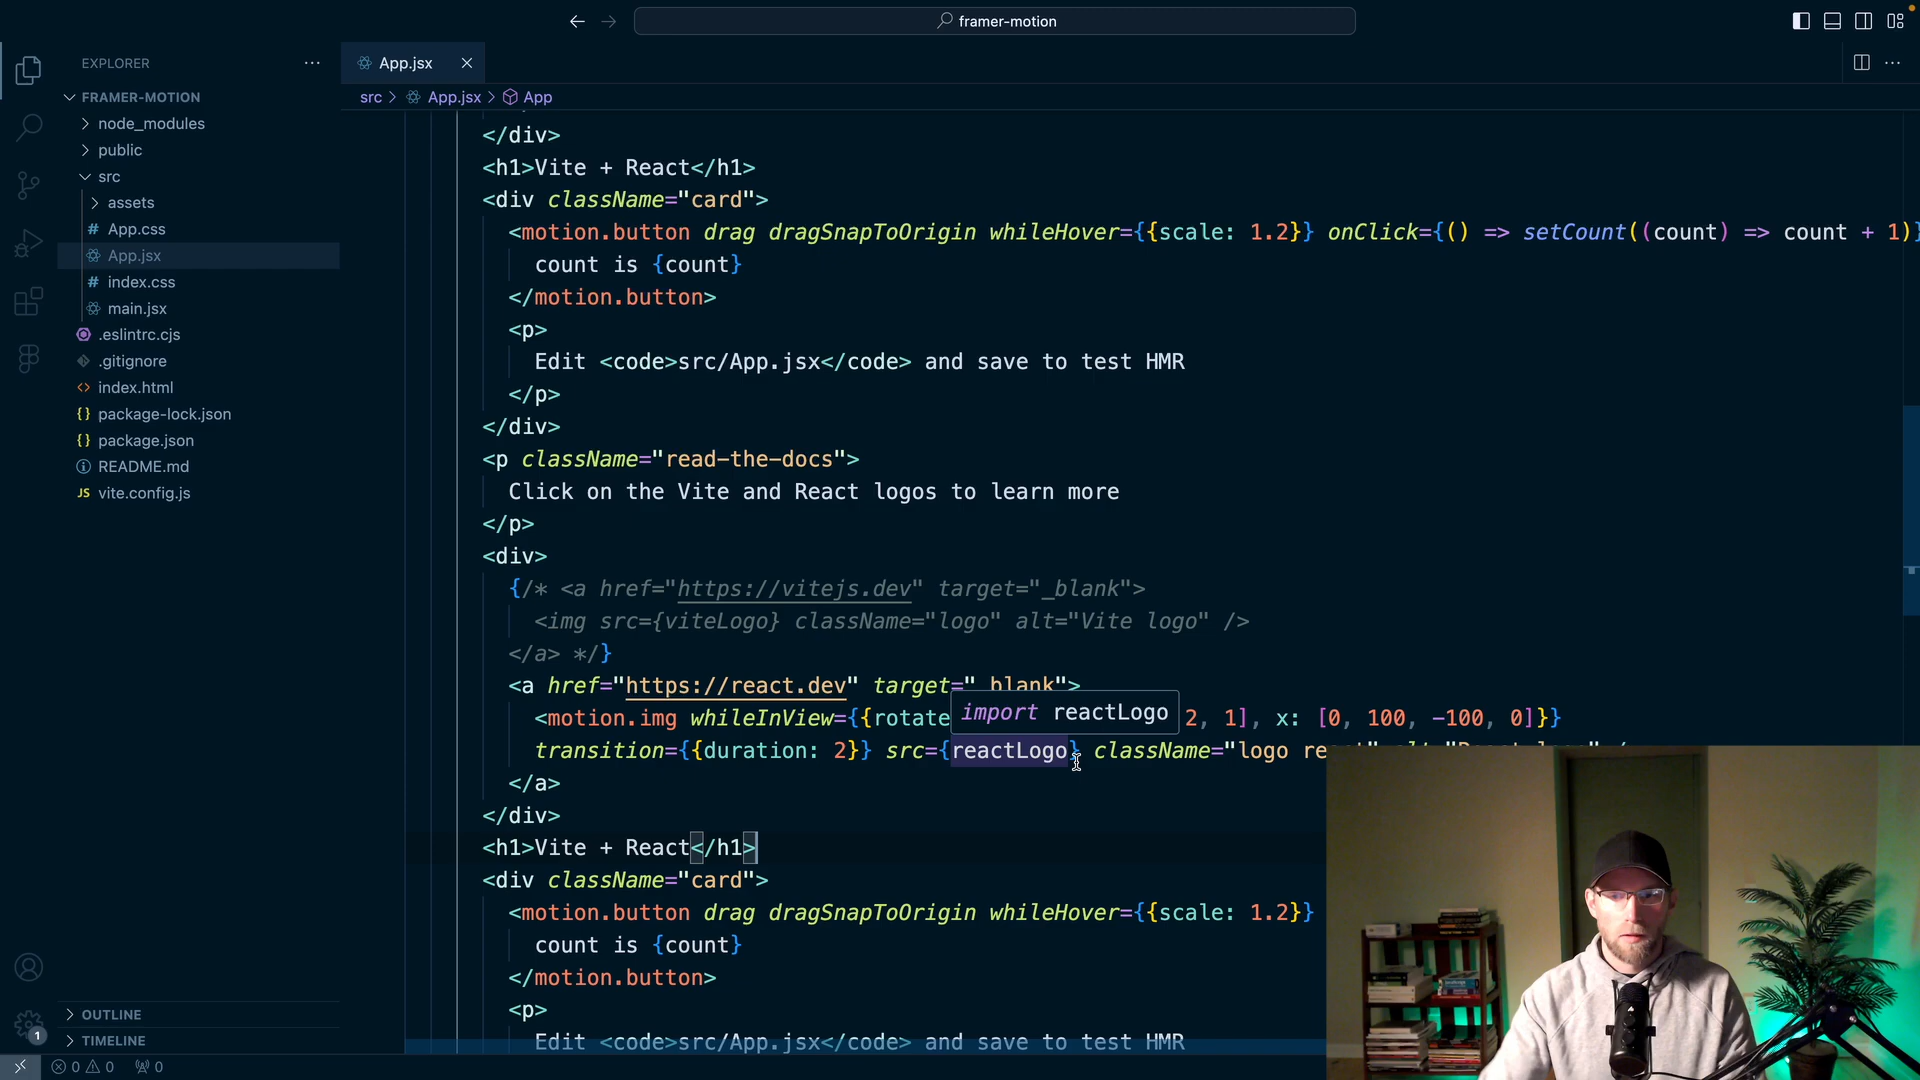 framer-motion
EXPLORER
App.jsx
FRAMER-MOTION
src > App.jsx > App
node_modules
public
src
assets
App.css
App.jsx
index.css
main.jsx
.eslintrc.cjs
.gitignore
index.html
package-lock.json
package.json
README.md
vite.config.js
</div>
<h1>Vite + React</h1>
<div className="card">
<motion.button drag dragSnapToOrigin whileHover={{scale: 1.2}} onClick={() => setCount((count) => count + 1)}
count is {count}
</motion.button>
<p>
Edit <code>src/App.jsx</code> and save to test HMR
</p>
</div>
<p className="read-the-docs">
Click on the Vite and React logos to learn more
</p>
<div>
{/* <a href="https://vitejs.dev" target="_blank">
<img src={viteLogo} className="logo" alt="Vite logo" />
</a> */}
<a href="https://react.dev" target="_blank">
import reactLogo
<motion.img whileInView={{rotate 2, 1], x: [0, 100, -100, 0]}}
transition={{duration: 2}} src={reactLogo} className="logo re
</a>
</div>
<h1>Vite + React</h1>
<div className="card">
<motion.button drag dragSnapToOrigin whileHover={{scale: 1.2}}
count is {count}
</motion.button>
<p>
Edit <code>src/App.jsx</code> and save to test HMR
OUTLINE
TIMELINE
1
0 0 0